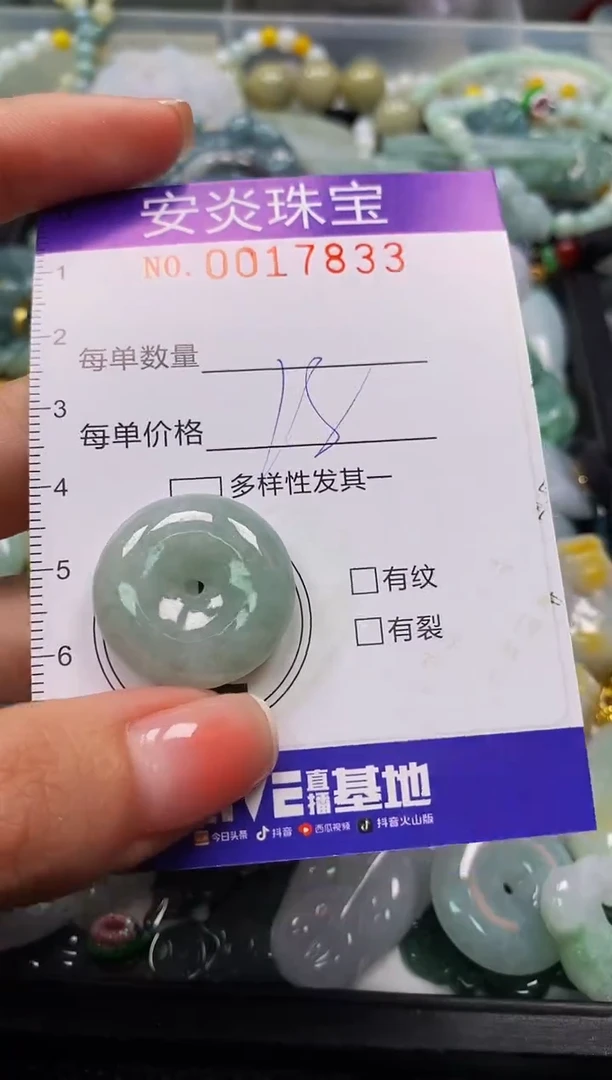 安炎珠宝
NO. 0017833
1
2
每单数量
18
3
每单价格
4
多样性发其一
5
有纹
有裂
6
直播基地
今日头条 抖音 西瓜视频 抖音火山版